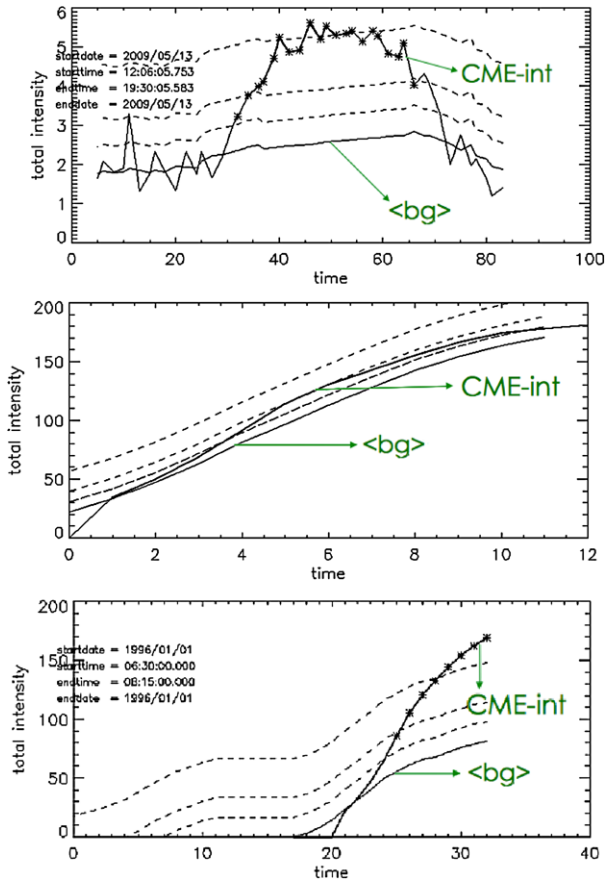 6
5
4
3
2
1
0
total intensity
startdate = 2009/05/13
starttime = 12:06:05.753
endtime = 19:30:05.583
enddate = 2009/05/13
CME-int
<bg>
0 20 40 60 80 100
time
200
150
100
50
0
total intensity
CME-int
<bg>
0 2 4 6 8 10 12
time
200
150
100
50
0
total intensity
startdate = 1996/01/01
starttime = 06:30:00.000
endtime = 08:15:00.000
enddate = 1996/01/01
CME-int
<bg>
0 10 20 30 40
time